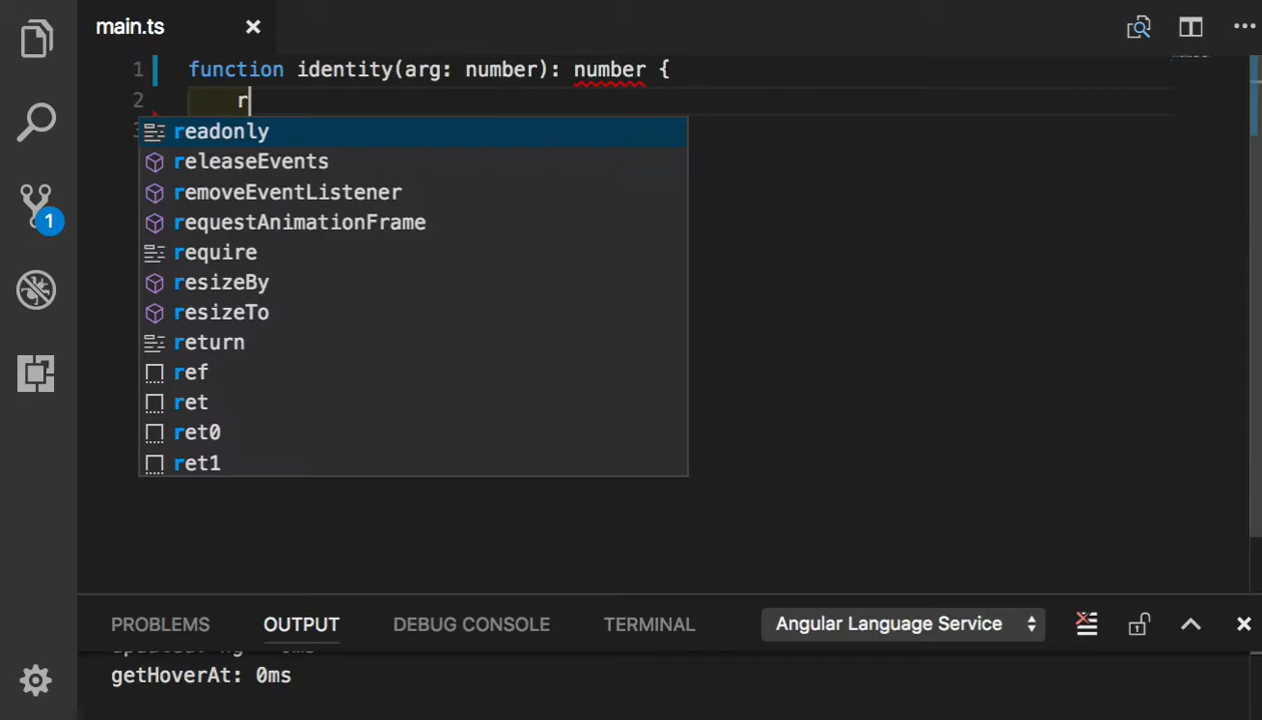 main.ts
1 function identity(arg: number): number {
2 r
readonly
releaseEvents
removeEventListener
requestAnimationFrame
require
resizeBy
resizeTo
return
ref
ret
ret0
ret1
1
PROBLEMS OUTPUT DEBUG CONSOLE TERMINAL Angular Language Service
getHoverAt: 0ms